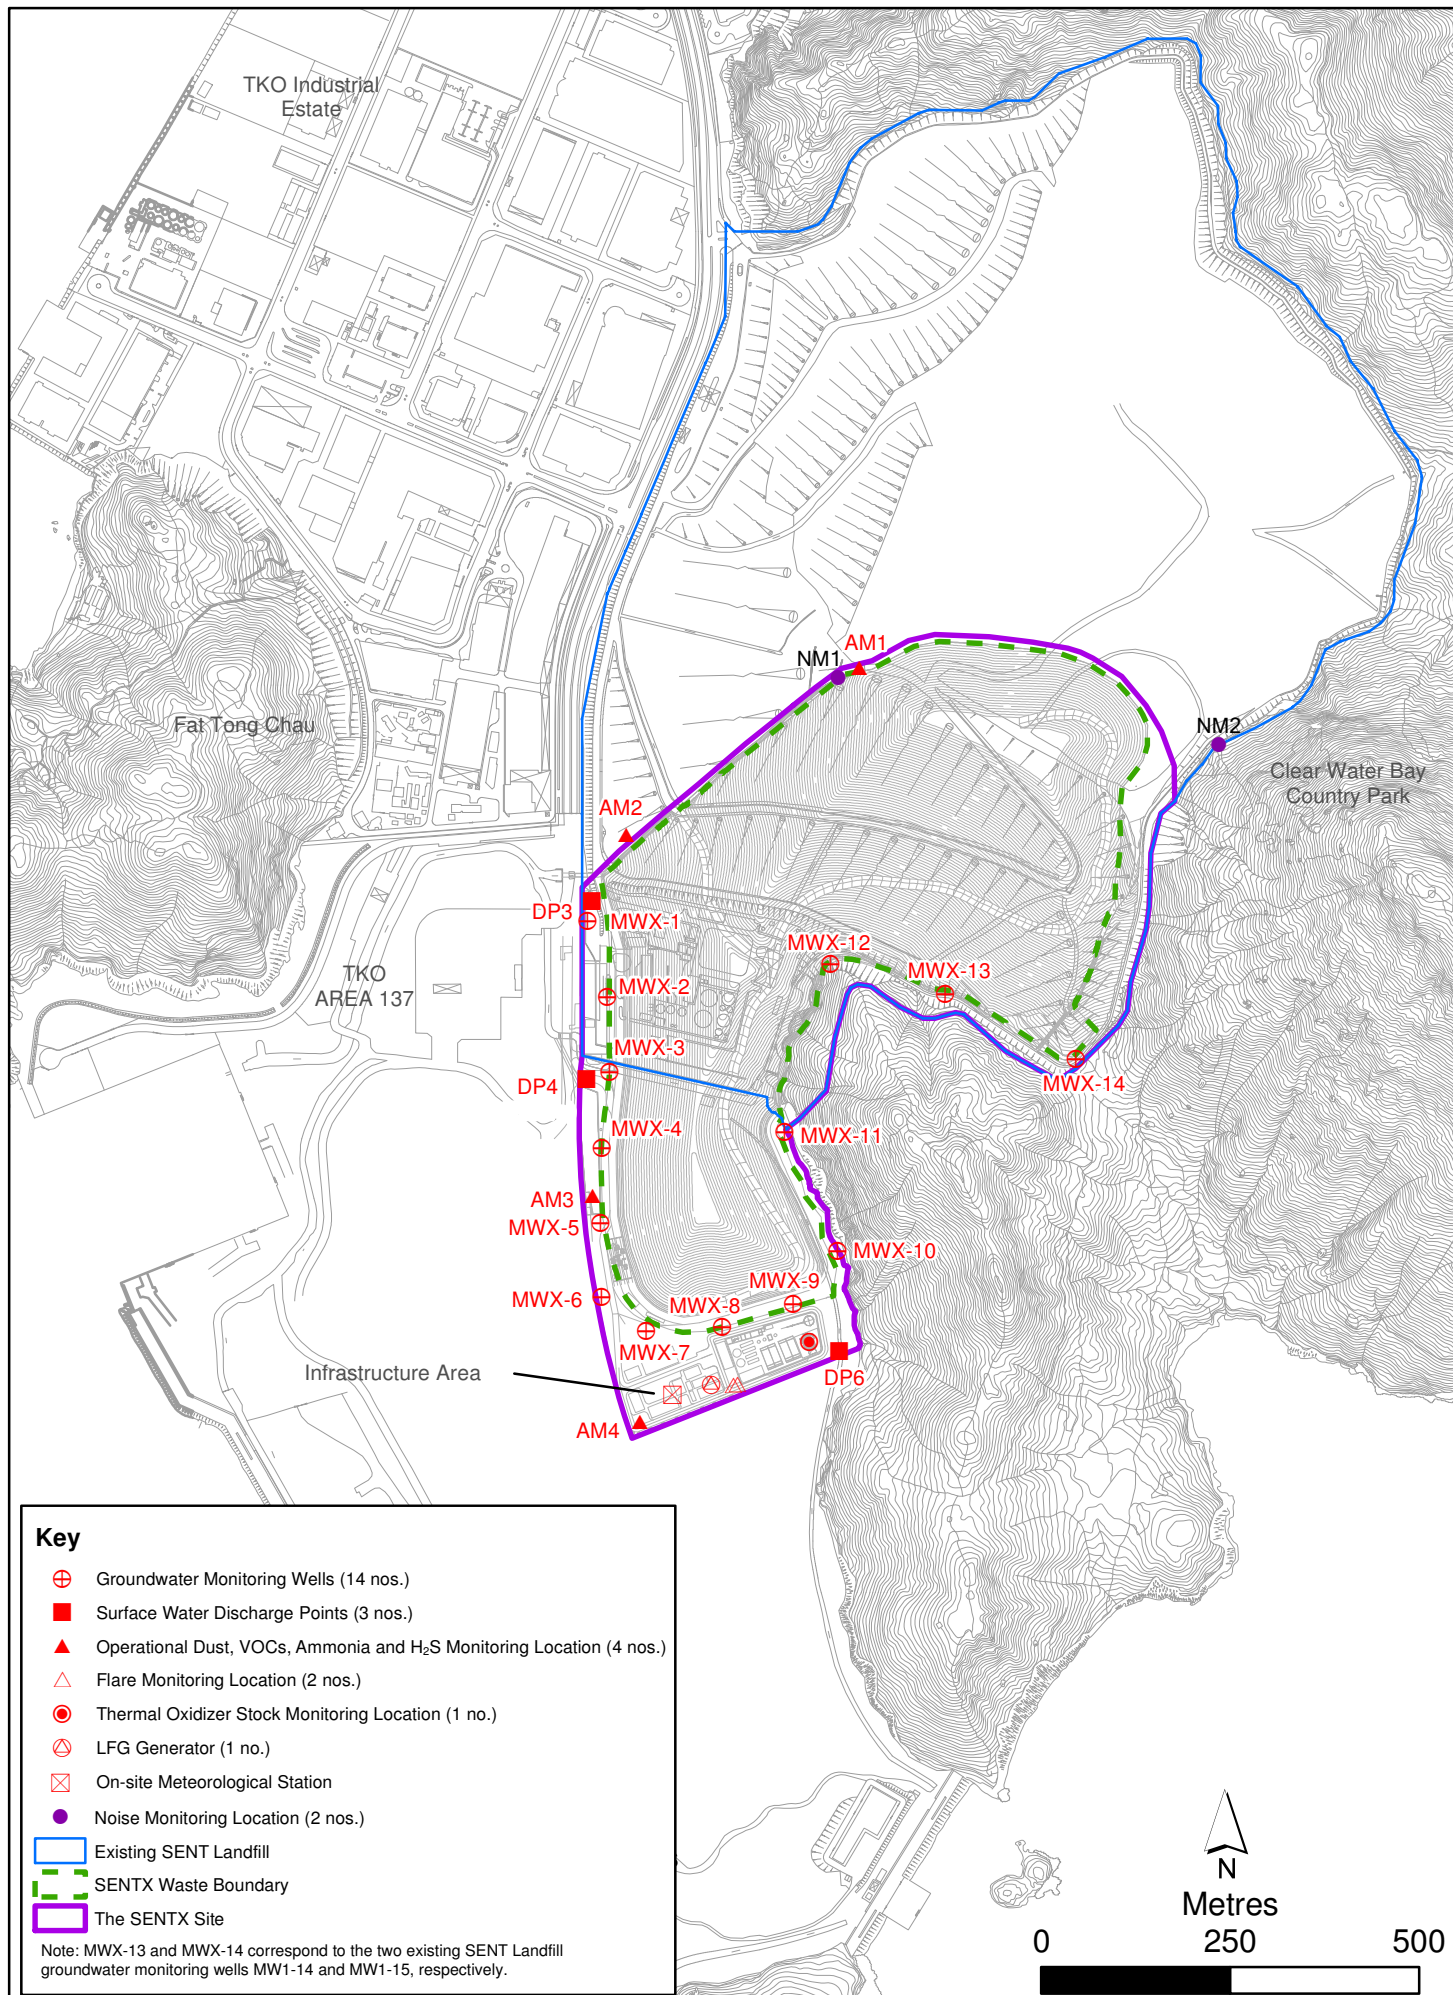 TKO Industrial
Estate
NM1
AM1
Fat Tong Chau
NM2
Clear Water Bay
Country Park
AM2
DP3
MWX-1
MWX-12
MWX-13
TKO
AREA 137
MWX-2
MWX-3
DP4
MWX-14
MWX-4
MWX-11
AM3
MWX-5
MWX-10
MWX-9
MWX-6
MWX-8
MWX-7
Infrastructure Area
DP6
AM4
Key
Groundwater Monitoring Wells (14 nos.)
Surface Water Discharge Points (3 nos.)
Operational Dust, VOCs, Ammonia and H₂S Monitoring Location (4 nos.)
Flare Monitoring Location (2 nos.)
Thermal Oxidizer Stock Monitoring Location (1 no.)
LFG Generator (1 no.)
On-site Meteorological Station
Noise Monitoring Location (2 nos.)
Existing SENT Landfill
SENTX Waste Boundary
The SENTX Site
Note: MWX-13 and MWX-14 correspond to the two existing SENT Landfill
groundwater monitoring wells MW1-14 and MW1-15, respectively.
N
Metres
0 250 500